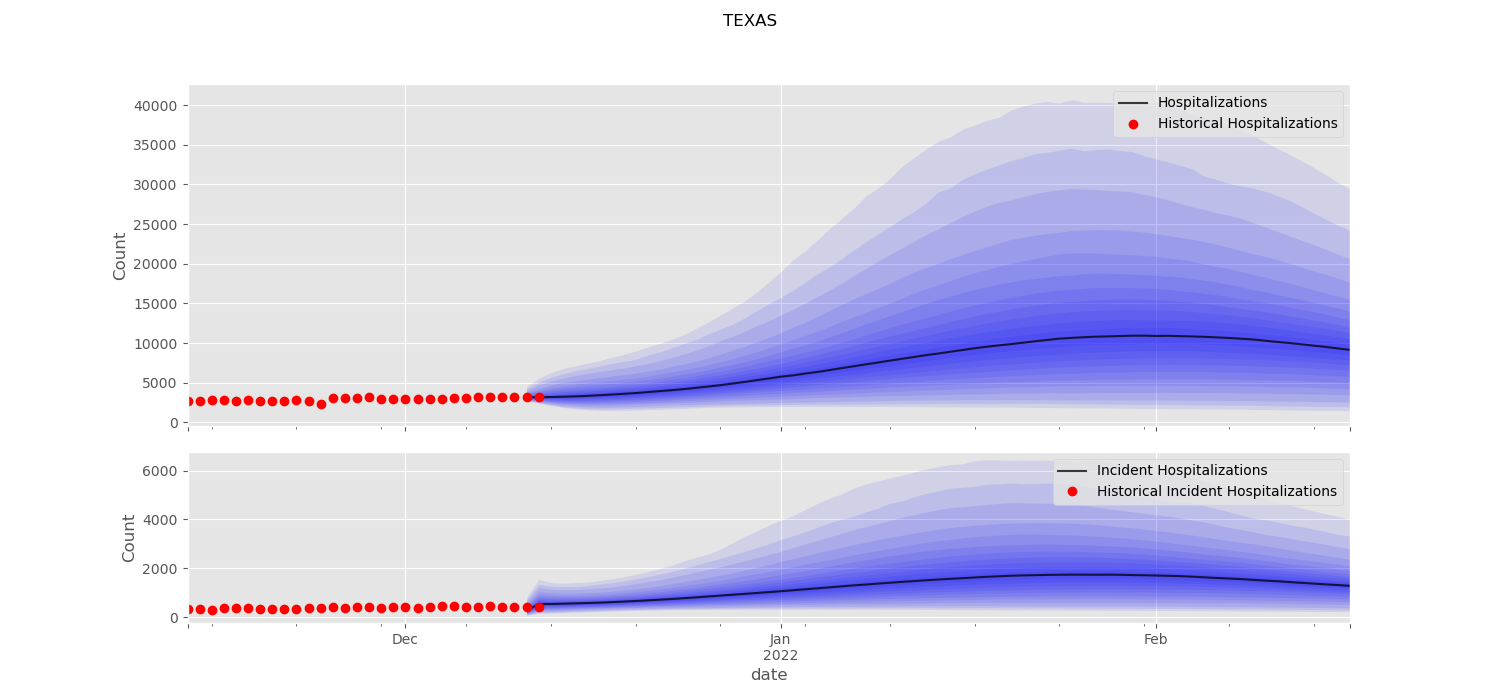 TEXAS
40000
35000
30000
25000
20000
15000
10000
5000
0
Count
Hospitalizations
Historical Hospitalizations
6000
4000
2000
0
Count
Incident Hospitalizations
Historical Incident Hospitalizations
Dec
Jan
2022
Feb
date